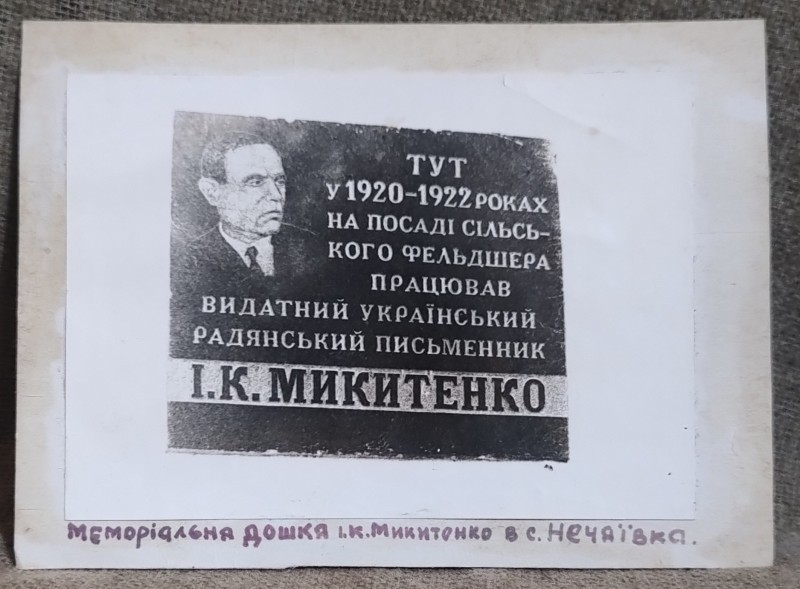 ТУТ
У 1920-1922 РОКАХ
НА ПОСАДІ СІЛЬСЬ-
КОГО ФЕЛЬДШЕРА
ПРАЦЮВАВ
ВИДАТНИЙ УКРАЇНСЬКИЙ
РАДЯНСЬКИЙ ПИСЬМЕННИК
І.К. МИКИТЕНКО
Меморіальна дошка і.к. Микитенко в с. Нечаївка.